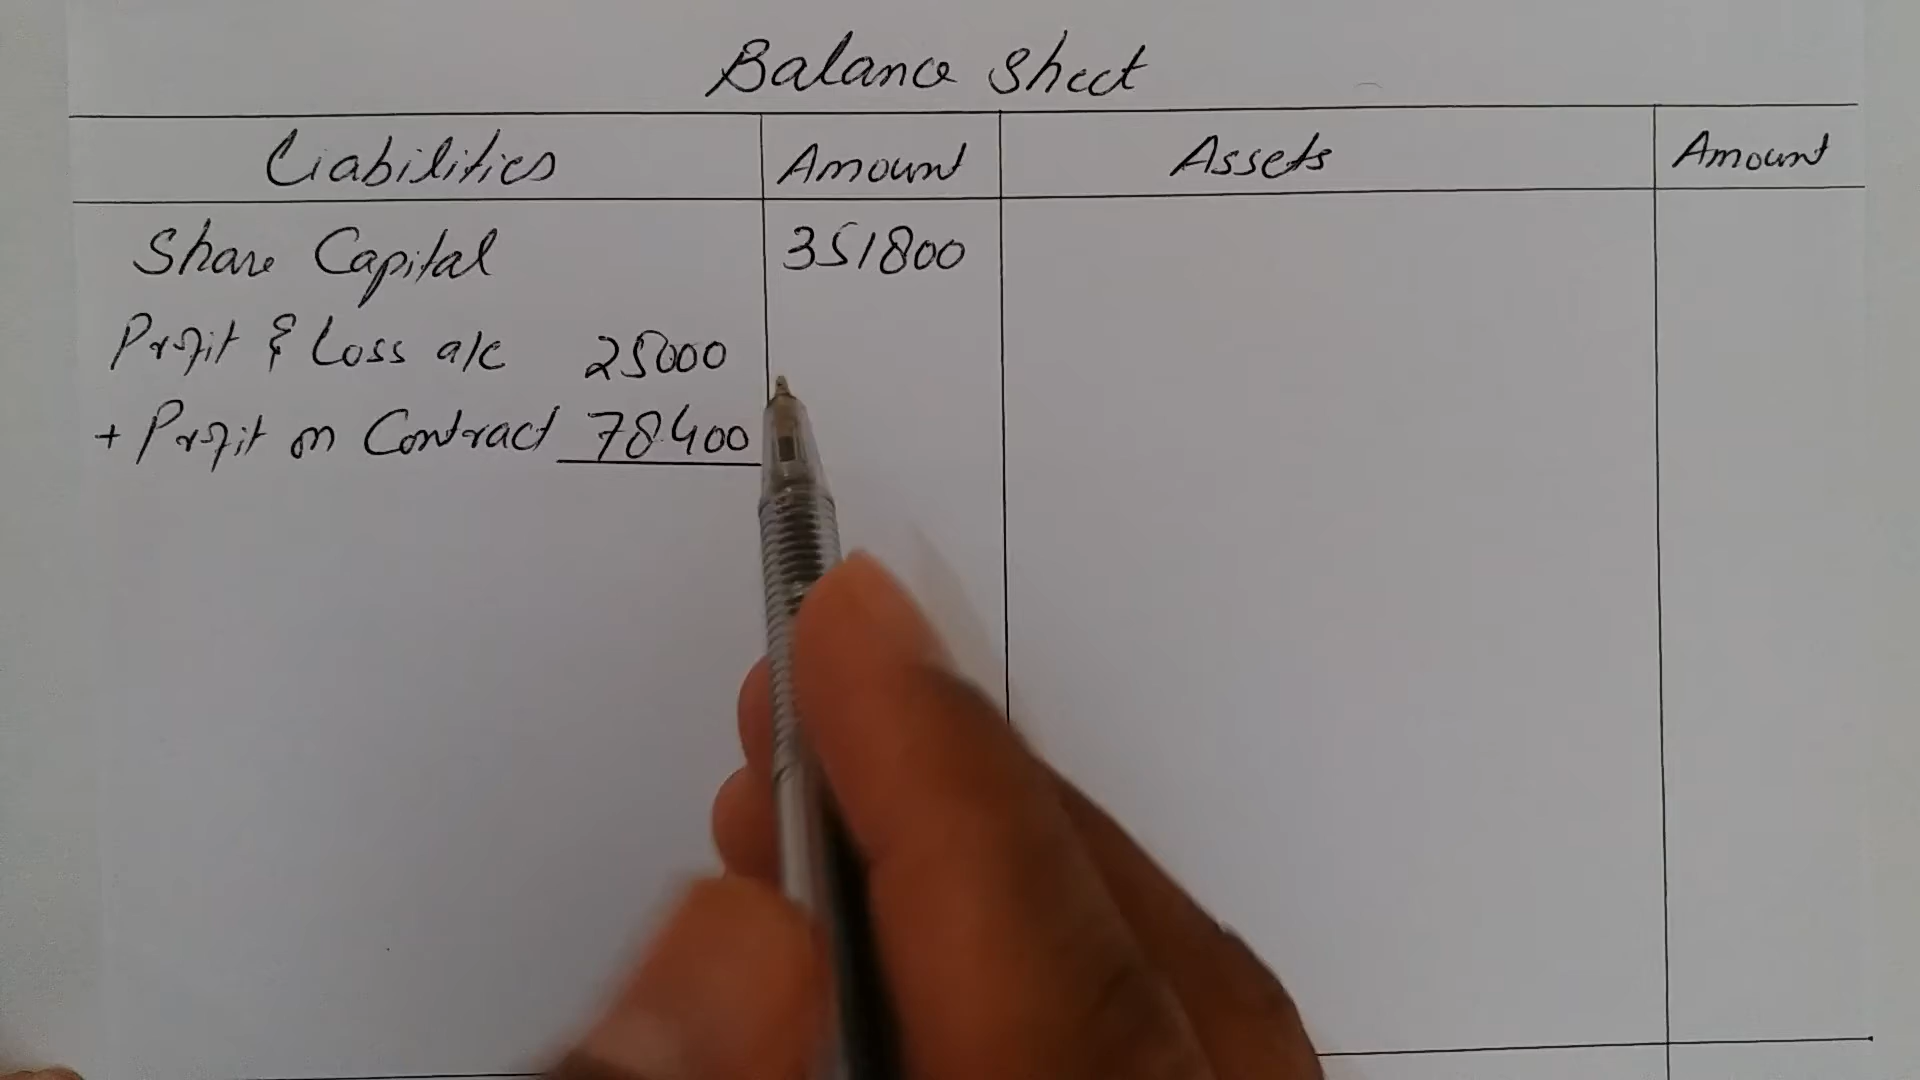 Balance Sheet
Liabilities Amount Assets Amount
Share Capital 351800
Profit & Loss a/c 25000
+ Profit on Contract 78400